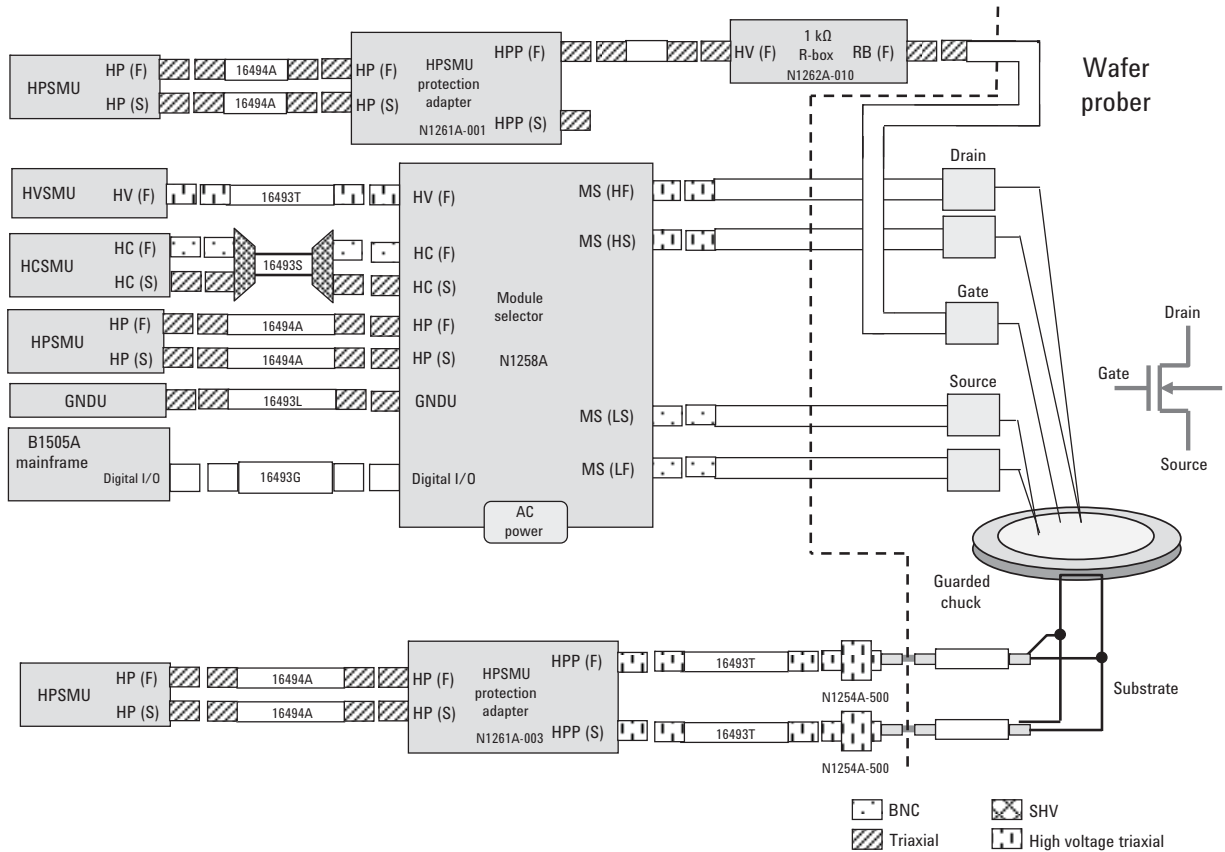 HPSMU
HP (F)
HP (S)
16494A
16494A
HP (F)
HP (S)
HPSMU
protection
adapter
N1261A-001
HPP (F)
HPP (S)
HV (F)
1 kΩ
R-box
N1262A-010
RB (F)
Wafer
prober
HVSMU
HV (F)
16493T
HV (F)
HCSMU
HC (F)
HC (S)
16493S
HC (F)
HC (S)
HPSMU
HP (F)
HP (S)
16494A
16494A
HP (F)
HP (S)
GNDU
16493L
GNDU
B1505A
mainframe
Digital I/O
16493G
Digital I/O
Module
selector
N1258A
AC
power
MS (HF)
MS (HS)
MS (LS)
MS (LF)
Drain
Gate
Source
Drain
Gate
Source
Guarded
chuck
Substrate
HPSMU
HP (F)
HP (S)
16494A
16494A
HP (F)
HP (S)
HPSMU
protection
adapter
N1261A-003
HPP (F)
HPP (S)
16493T
16493T
N1254A-500
N1254A-500
BNC
SHV
Triaxial
High voltage triaxial